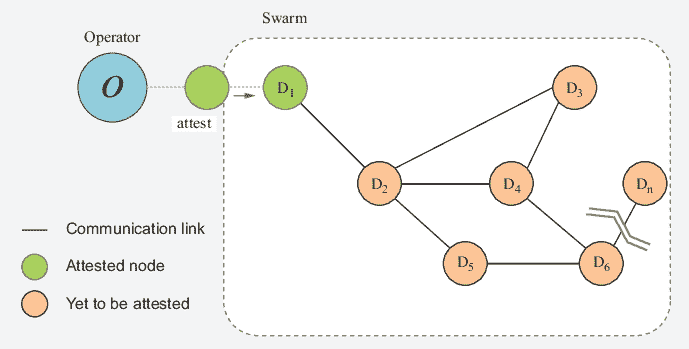 Swarm
Operator
O
attest
D1
D3
D2
D4
Dn
D5
D6
Communication link
Attested node
Yet to be attested